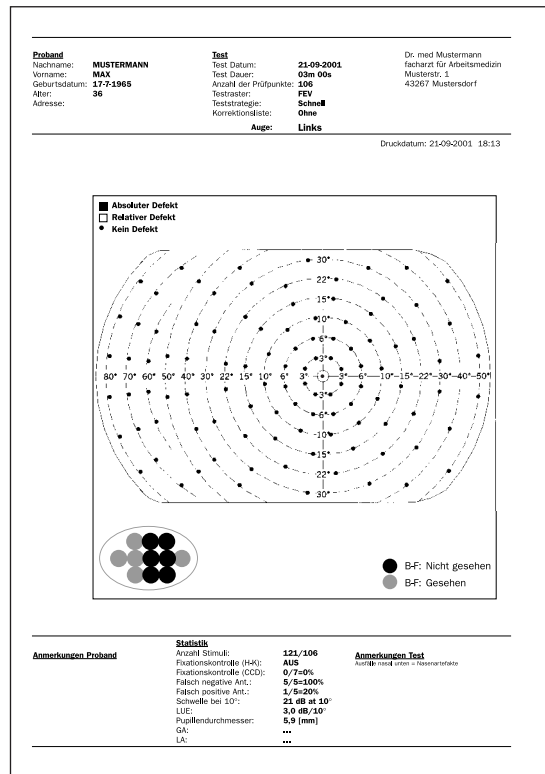 Proband
Nachname: MUSTERMANN
Vorname: MAX
Geburtsdatum: 17-7-1965
Alter: 36
Adresse:
Test
Test Datum: 21-09-2001
Test Dauer: 03m 00s
Anzahl der Prüfpunkte: 106
Testraster: FEV
Teststrategie: Schnell
Korrektionsliste: Ohne
Auge: Links
Dr. med Mustermann
facharzt für Arbeitsmedizin
Musterstr. 1
43267 Mustersdorf
Druckdatum: 21-09-2001 18:13
Absoluter Defekt
Relativer Defekt
Kein Defekt
30°
22°
15°
10°
6°
3°
80° 70° 60° 50° 40° 30° 22° 15° 10° 6° 3° 3° 6° 10° 15° 22° 30° 40° 50°
3°
6°
10°
15°
22°
30°
B-F: Nicht gesehen
B-F: Gesehen
Anmerkungen Proband
Statistik
Anzahl Stimuli: 121/106
Fixationskontrolle (H-K): AUS
Fixationskontrolle (CCD): 0/7=0%
Falsch negative Ant.: 5/5=100%
Falsch positive Ant.: 1/5=20%
Schwelle bei 10°: 21 dB at 10°
LUE: 3,0 dB/10°
Pupillendurchmesser: 5,9 [mm]
GA: ...
LA: ...
Anmerkungen Test
Ausfälle nasal unten = Nasenartefakte